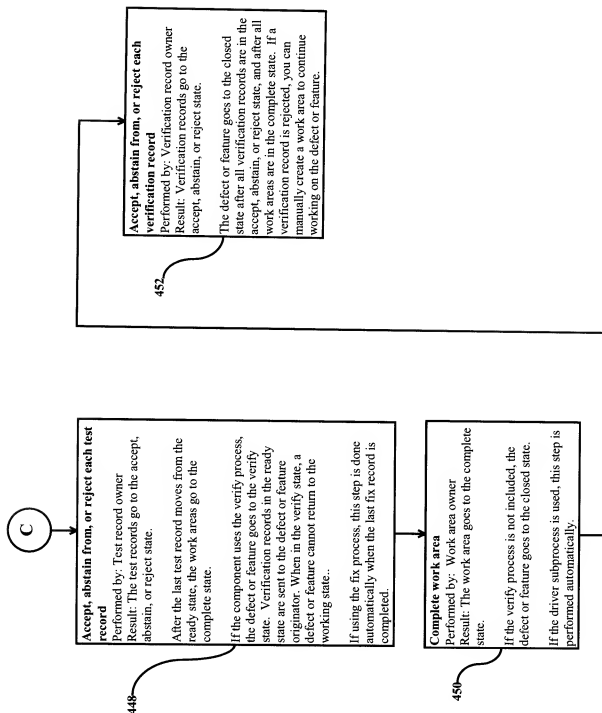 C
Accept, abstain from, or reject each test
record
Performed by: Test record owner
Result: The test records go to the accept,
abstain, or reject state.
After the last test record moves from the
ready state, the work areas go to the
complete state.
If the component uses the verify process,
the defect or feature goes to the verify
state.  Verification records in the ready
state are sent to the defect or feature
originator. When in the verify state, a
defect or feature cannot return to the
working state..
If using the fix process, this step is done
automatically when the last fix record is
completed.
448
Complete work area
Performed by:  Work area owner
Result: The work area goes to the complete
state.
If the verify process is not included, the
defect or feature goes to the closed state.
If the driver subprocess is used, this step is
performed automatically.
450
Accept, abstain from, or reject each
verification record
Performed by: Verification record owner
Result: Verification records go to the
accept, abstain, or reject state.
The defect or feature goes to the closed
state after all verification records are in the
accept, abstain, or reject state, and after all
work areas are in the complete state.  If a
verification record is rejected, you can
manually create a work area to continue
working on the defect or feature.
452